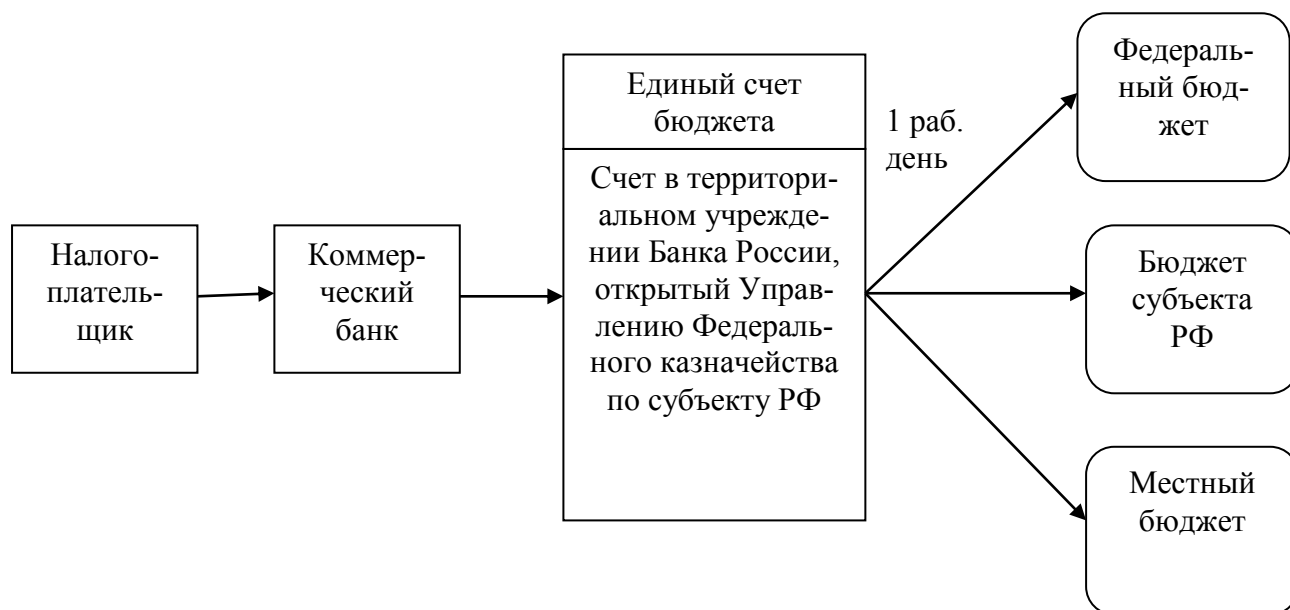 Налого-
платель-
щик
Коммер-
ческий
банк
Единый счет
бюджета
Счет в территори-
альном учрежде-
нии Банка России,
открытый Управ-
лению Федераль-
ного казначейства
по субъекту РФ
1 раб.
день
Федераль-
ный бюд-
жет
Бюджет
субъекта
РФ
Местный
бюджет